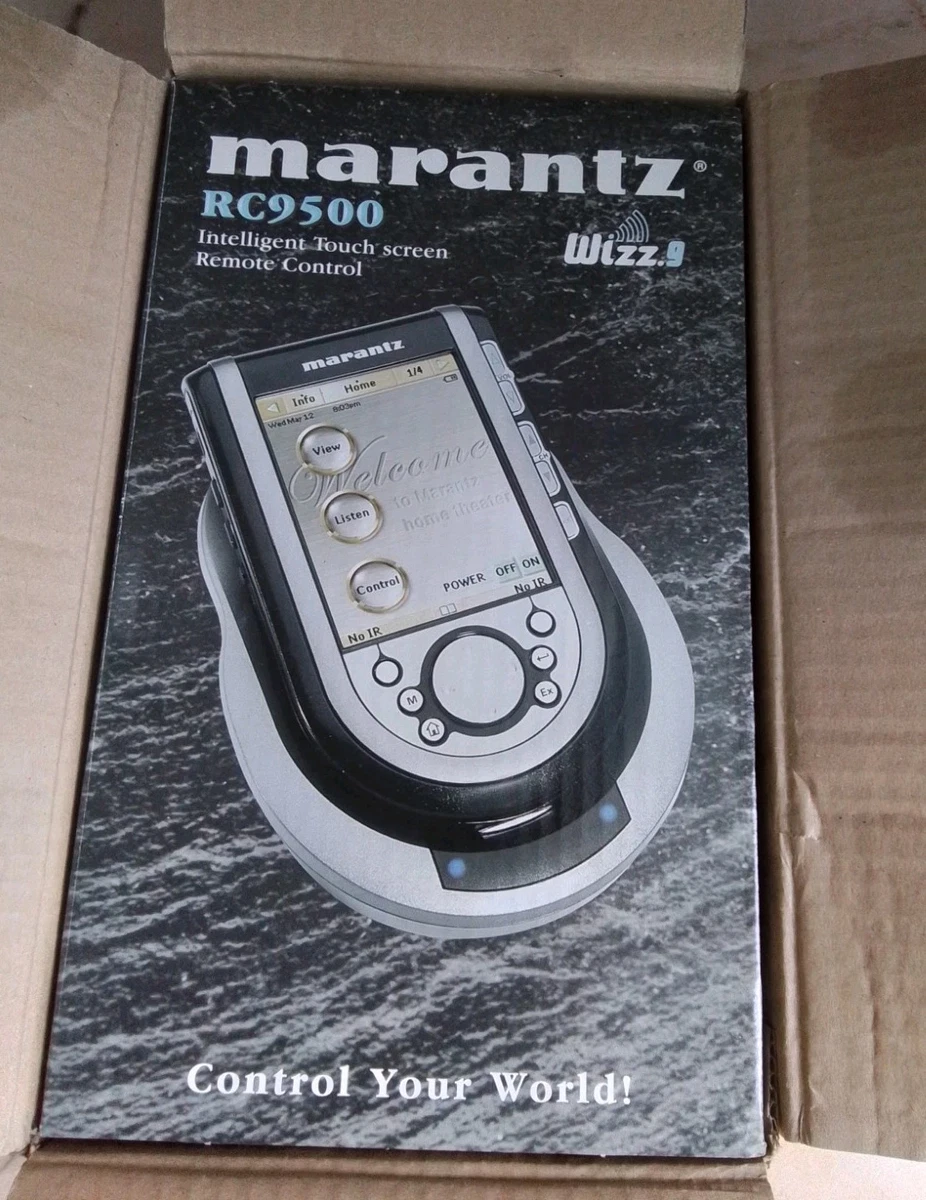 marantz®
RC9500
Intelligent Touch screen
Remote Control
Wizz.g
marantz
Info Home 1/4
Wed Mar 12 8:03pm
View
Welcome
to Marantz
home theater
Listen
Control
POWER OFF ON
No IR
No IR
M
Ex
Control Your World!